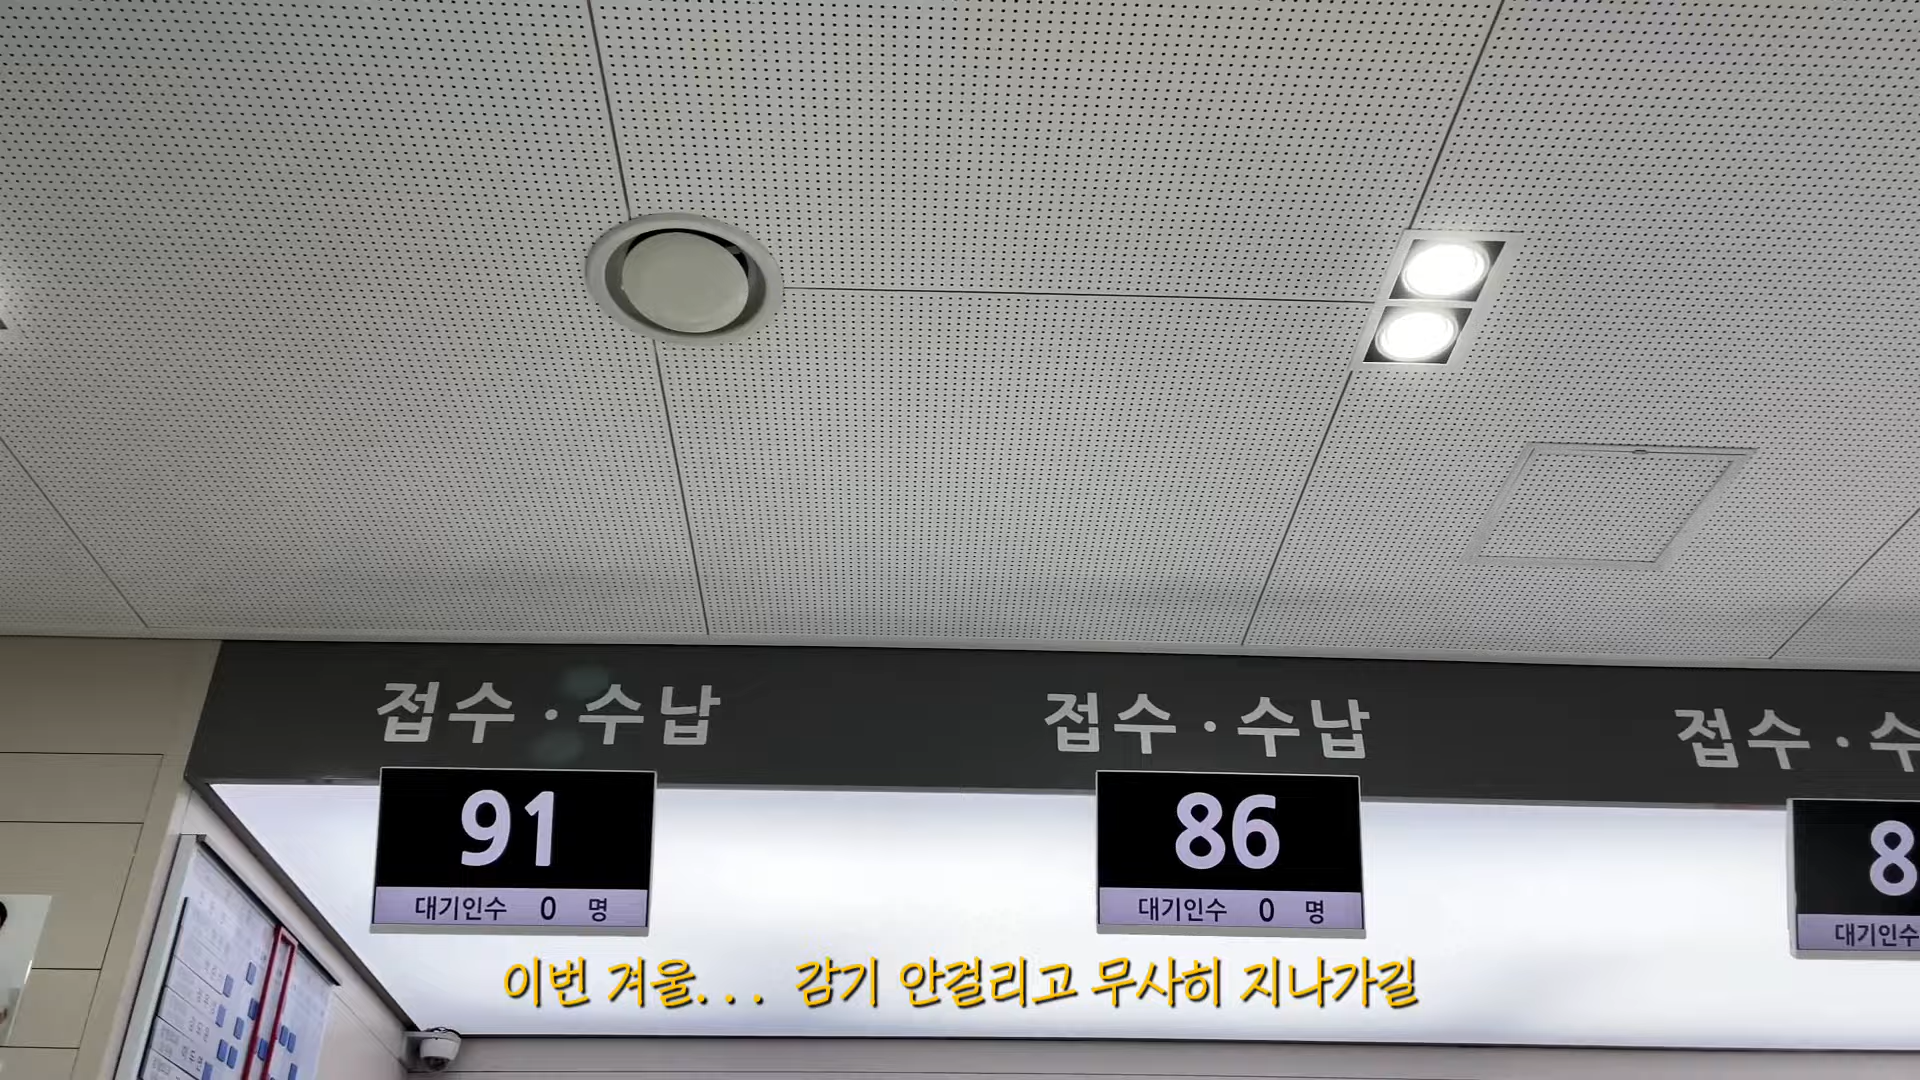 접수 · 수납
접수 · 수납
접수 ·
91
86
8
대기인수 0 명
대기인수 0 명
대기인수
이번 겨울... 감기 안걸리고 무사히 지나가길